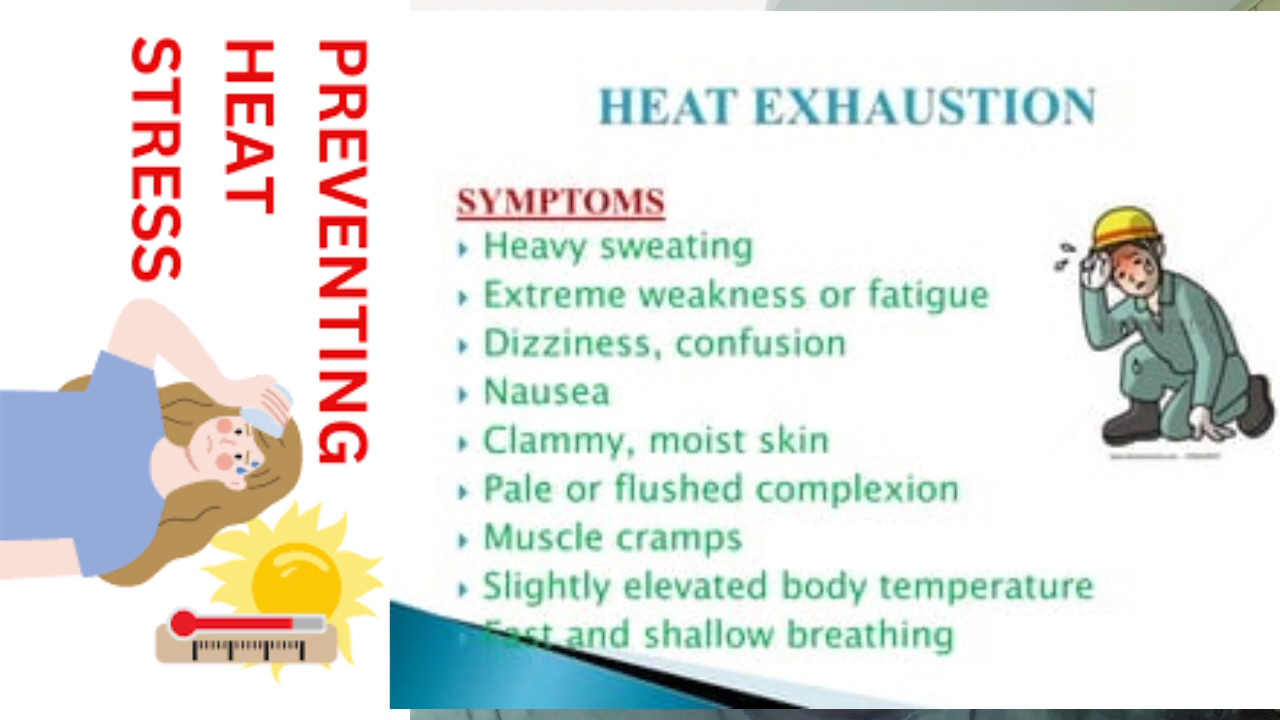 PREVENTING
HEAT
STRESS
HEAT EXHAUSTION
SYMPTOMS
Heavy sweating
Extreme weakness or fatigue
Dizziness, confusion
Nausea
Clammy, moist skin
Pale or flushed complexion
Muscle cramps
Slightly elevated body temperature
Fast and shallow breathing